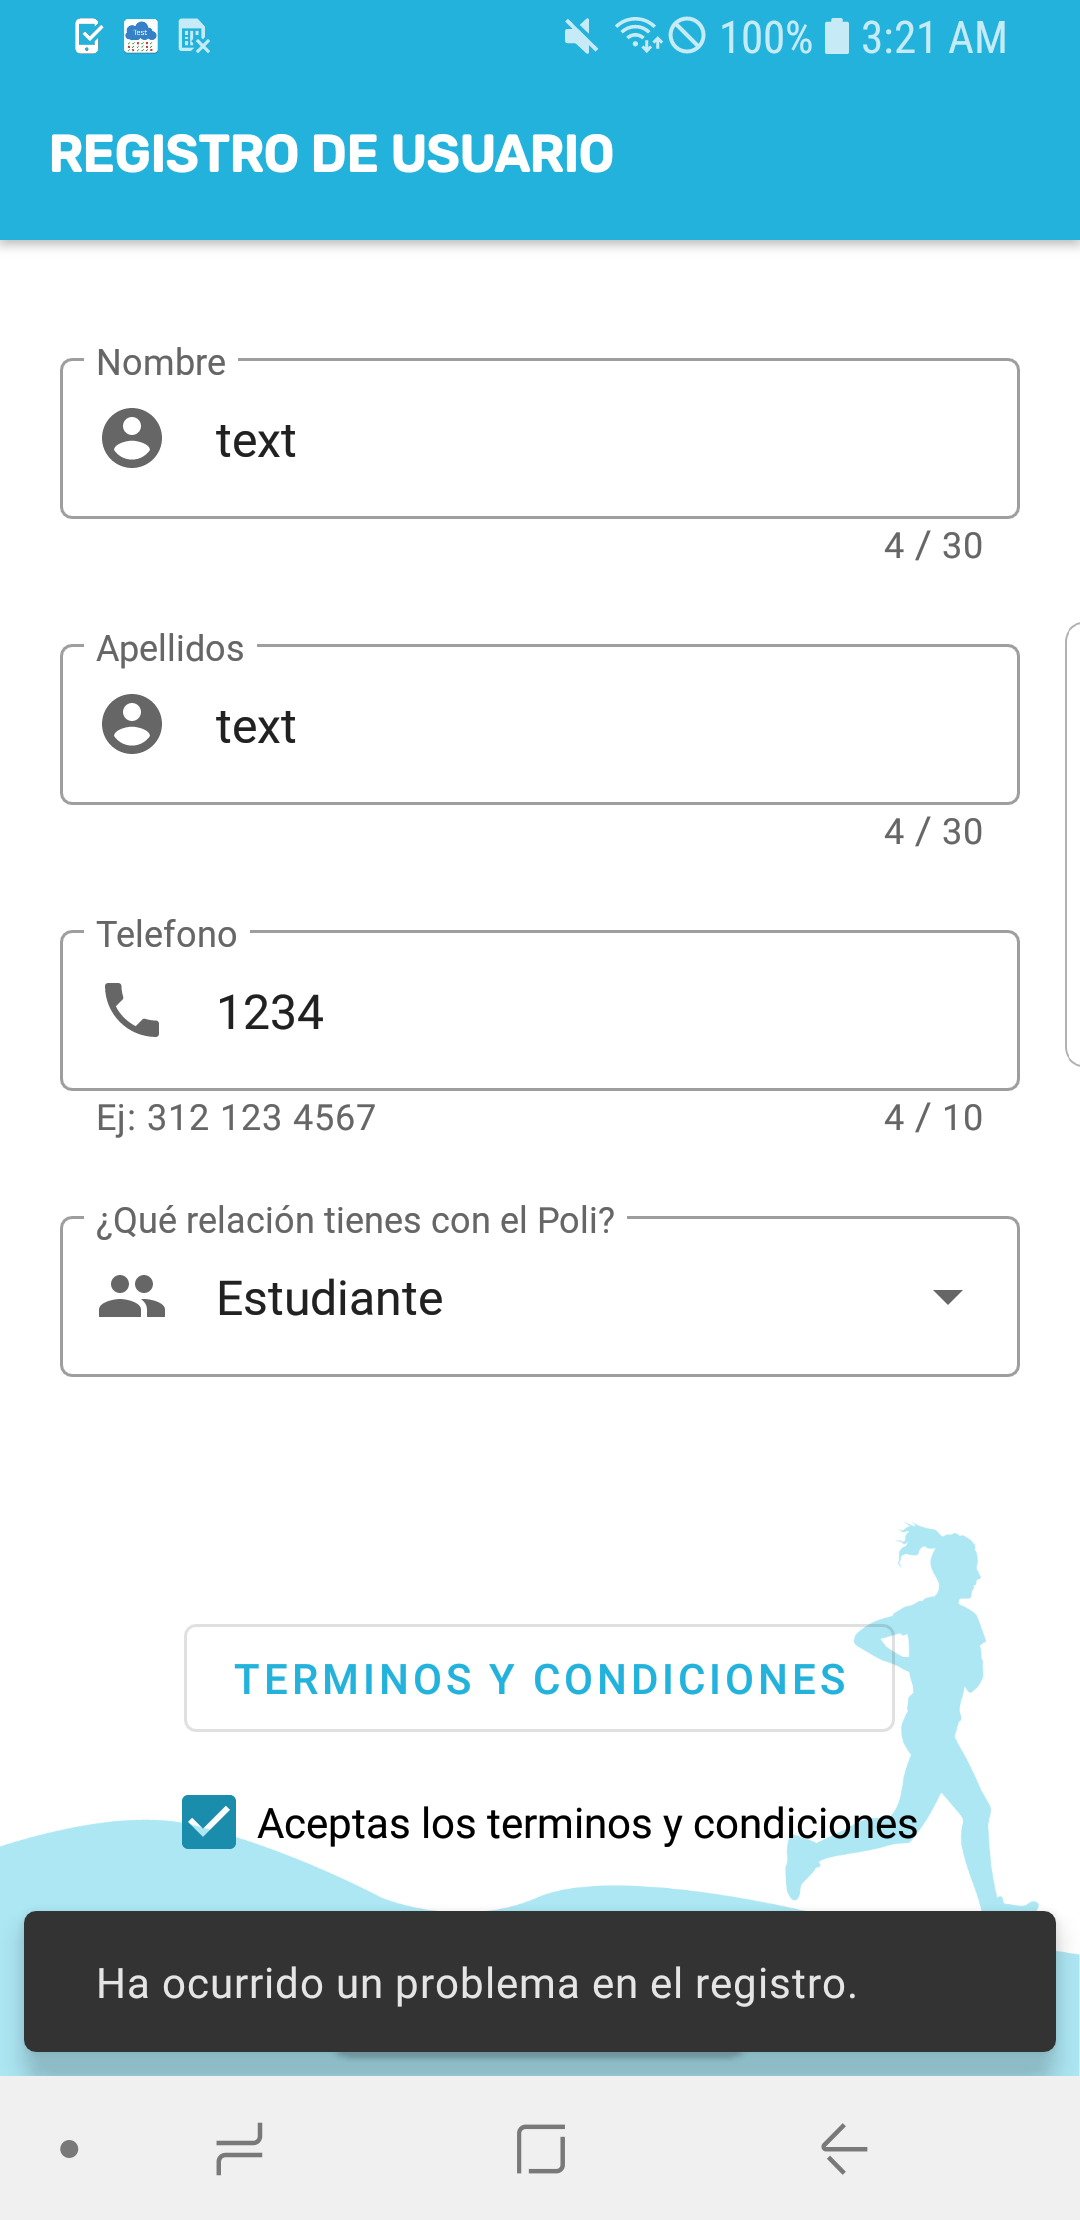 Test
100% 3:21 AM
REGISTRO DE USUARIO
Nombre
text
4 / 30
Apellidos
text
4 / 30
Telefono
1234
Ej: 312 123 4567 4 / 10
¿Qué relación tienes con el Poli?
Estudiante
TERMINOS Y CONDICIONES
Aceptas los terminos y condiciones
Ha ocurrido un problema en el registro.